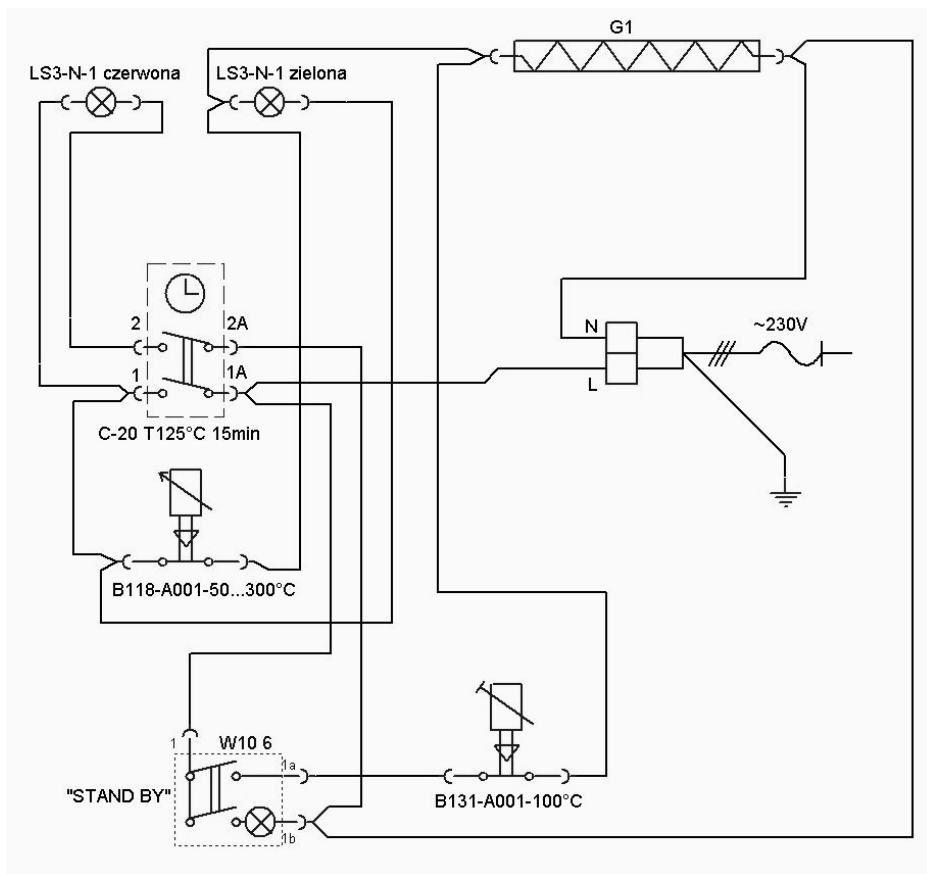 G1
LS3-N-1 czerwona
LS3-N-1 zielona
2
2A
N
~230V
1
1A
L
C-20 T125°C 15min
B118-A001-50...300°C
1
W10 6
1a
"STAND BY"
B131-A001-100°C
1b